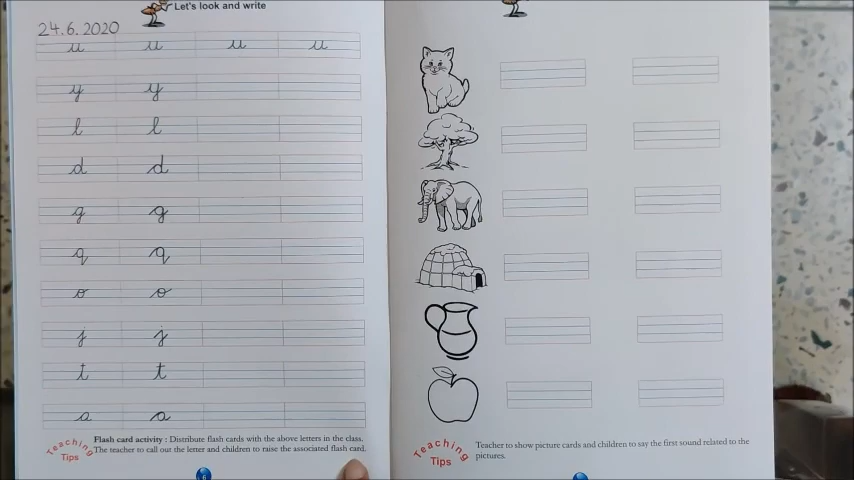 Let's look and write
24.6.2020
u u u u
y y
l l
d d
g g
q q
o o
j j
t t
a a
Teaching Tips
Flash card activity : Distribute flash cards with the above letters in the class.
The teacher to call out the letter and children to raise the associated flash card.
6
Teaching Tips
Teacher to show picture cards and children to say the first sound related to the
pictures.